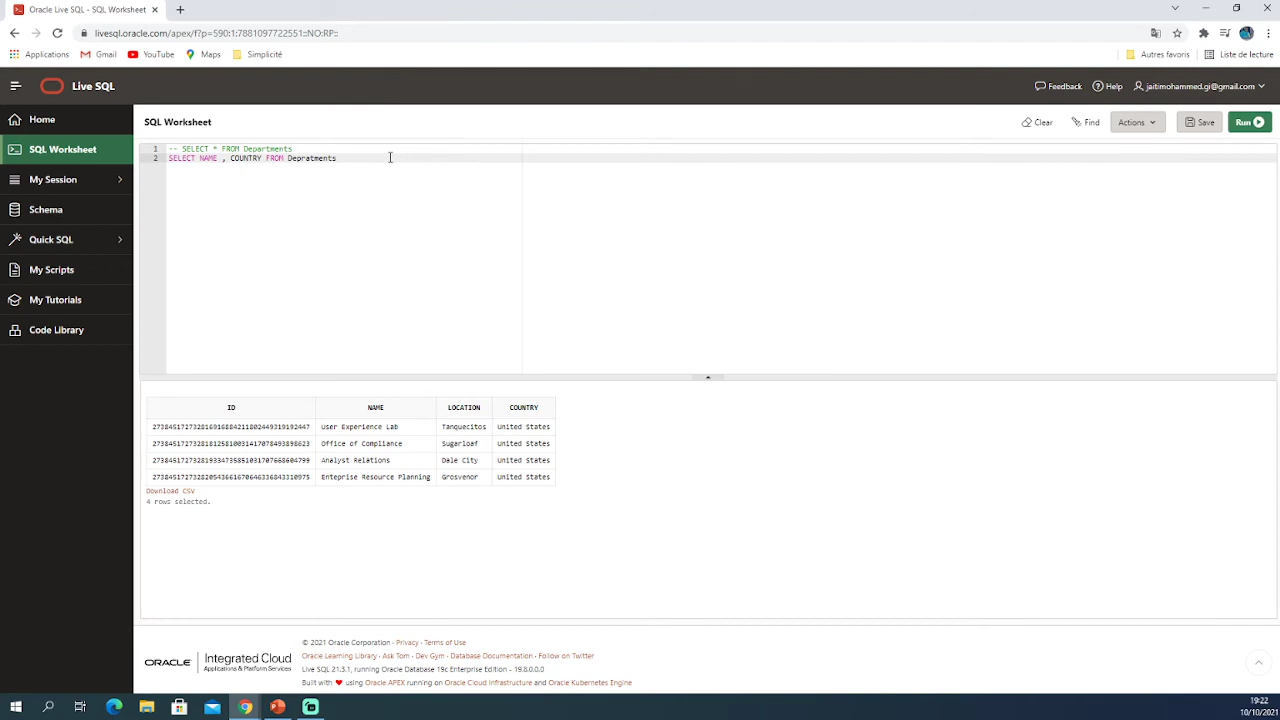 Oracle Live SQL - SQL Worksheet
livesql.oracle.com/apex/f?p=590:1:7881097722551::NO:RP::
Applications Gmail YouTube Maps Simplicité Autres favoris Liste de lecture
Live SQL Feedback Help jaitimohammed.gi@gmail.com
Home
SQL Worksheet
My Session
Schema
Quick SQL
My Scripts
My Tutorials
Code Library
SQL Worksheet Clear Find Actions Save Run
1 -- SELECT * FROM Departments
2 SELECT NAME , COUNTRY FROM Depratments
ID NAME LOCATION COUNTRY
User Experience Lab Tanquecitos United States
Office of Compliance Sugarloaf United States
Analyst Relations Dale City United States
Enteprise Resource Planning Grosvenor United States
Download CSV
4 rows selected.
© 2021 Oracle Corporation · Privacy · Terms of Use
Oracle Learning Library · Ask Tom · Dev Gym · Database Documentation · Follow on Twitter
Live SQL 21.3.1, running Oracle Database 19c Enterprise Edition - 19.8.0.0.0
Built with ❤ using Oracle APEX running on Oracle Cloud Infrastructure and Oracle Kubernetes Engine
ORACLE Integrated Cloud
Applications & Platform Services
19:22
10/10/2021